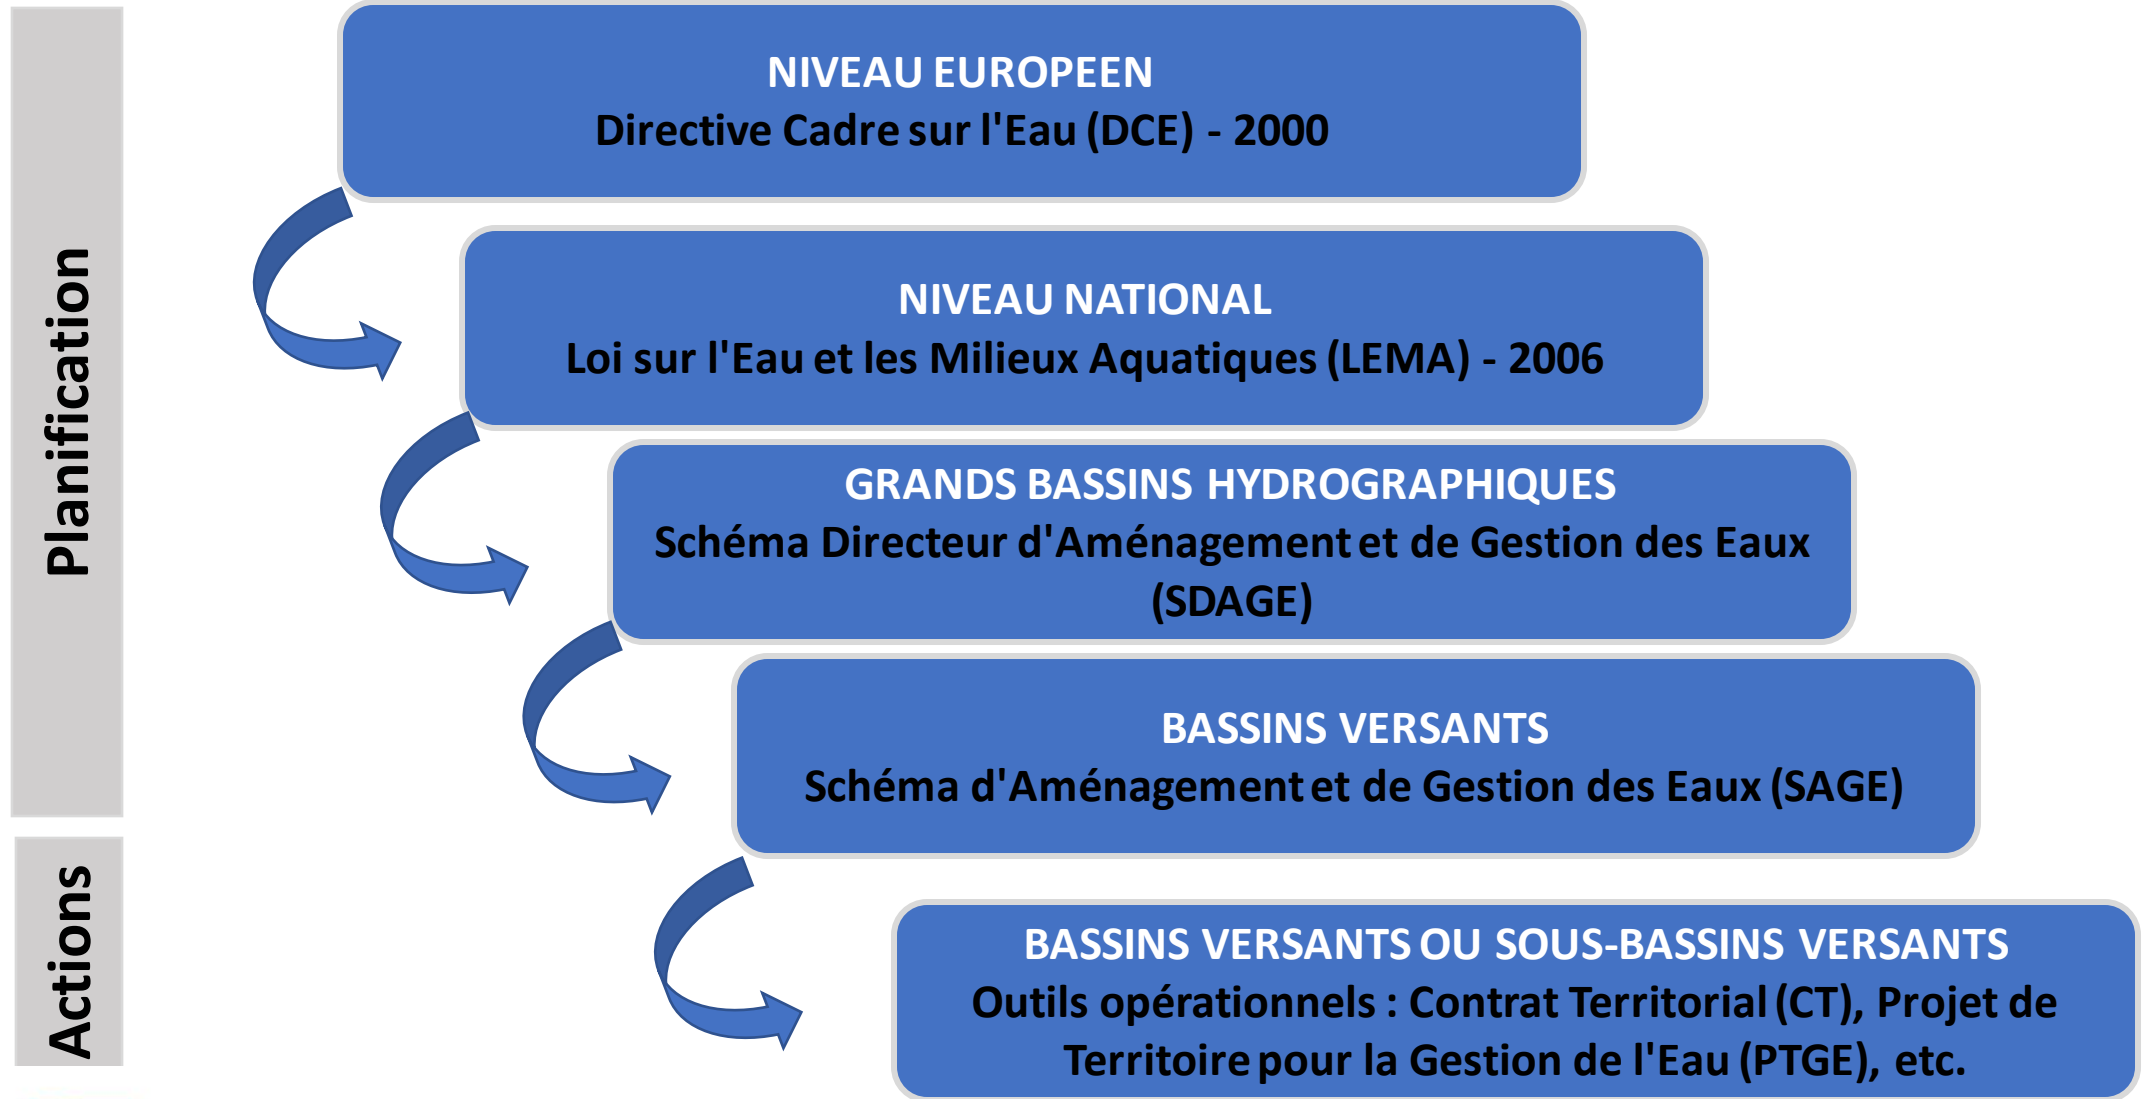 Planification
NIVEAU EUROPEEN
Directive Cadre sur l'Eau (DCE) - 2000
NIVEAU NATIONAL
Loi sur l'Eau et les Milieux Aquatiques (LEMA) - 2006
GRANDS BASSINS HYDROGRAPHIQUES
Schéma Directeur d'Aménagement et de Gestion des Eaux
(SDAGE)
BASSINS VERSANTS
Schéma d'Aménagement et de Gestion des Eaux (SAGE)
Actions
BASSINS VERSANTS OU SOUS-BASSINS VERSANTS
Outils opérationnels : Contrat Territorial (CT), Projet de
Territoire pour la Gestion de l'Eau (PTGE), etc.